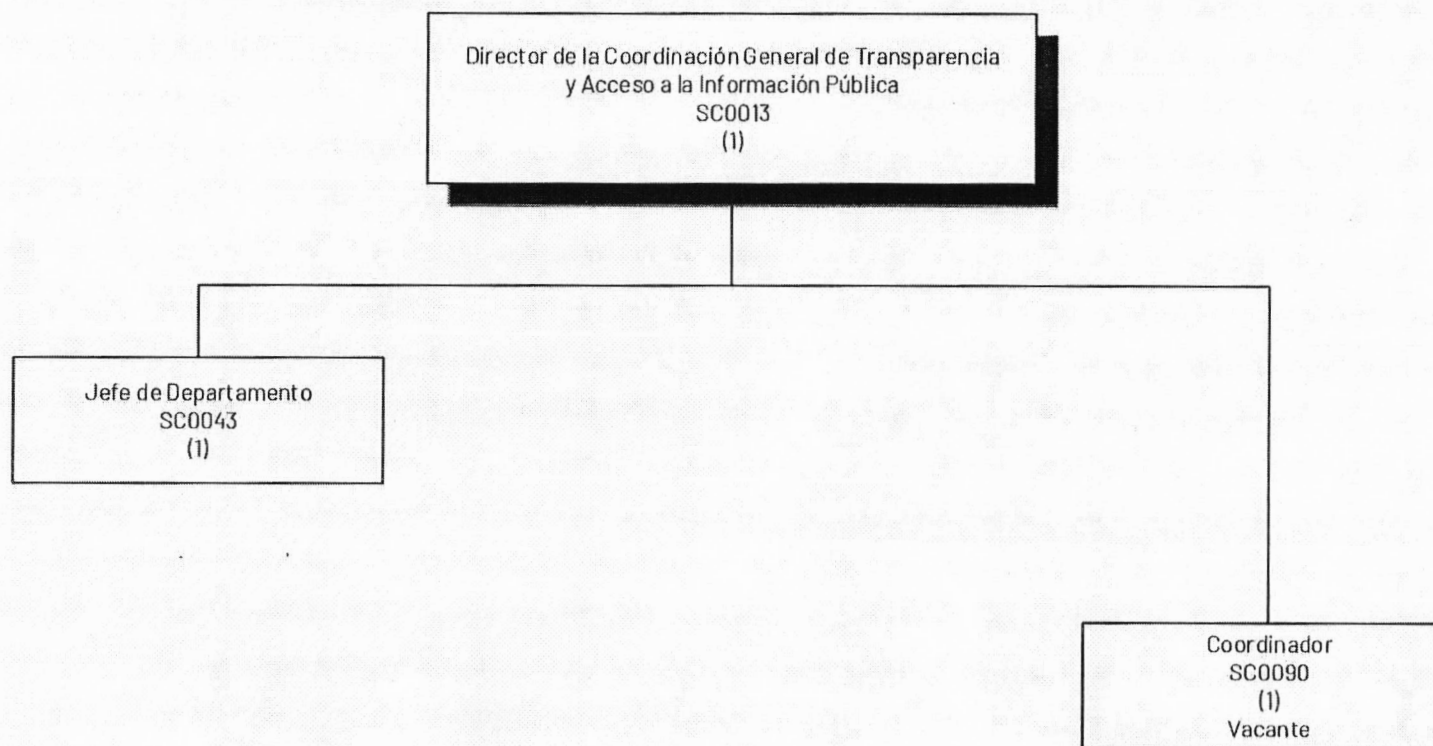 Director de la Coordinación General de Transparencia
y Acceso a la Información Pública
SC0013
(1)
Jefe de Departamento
SC0043
(1)
Coordinador
SC0090
(1)
Vacante